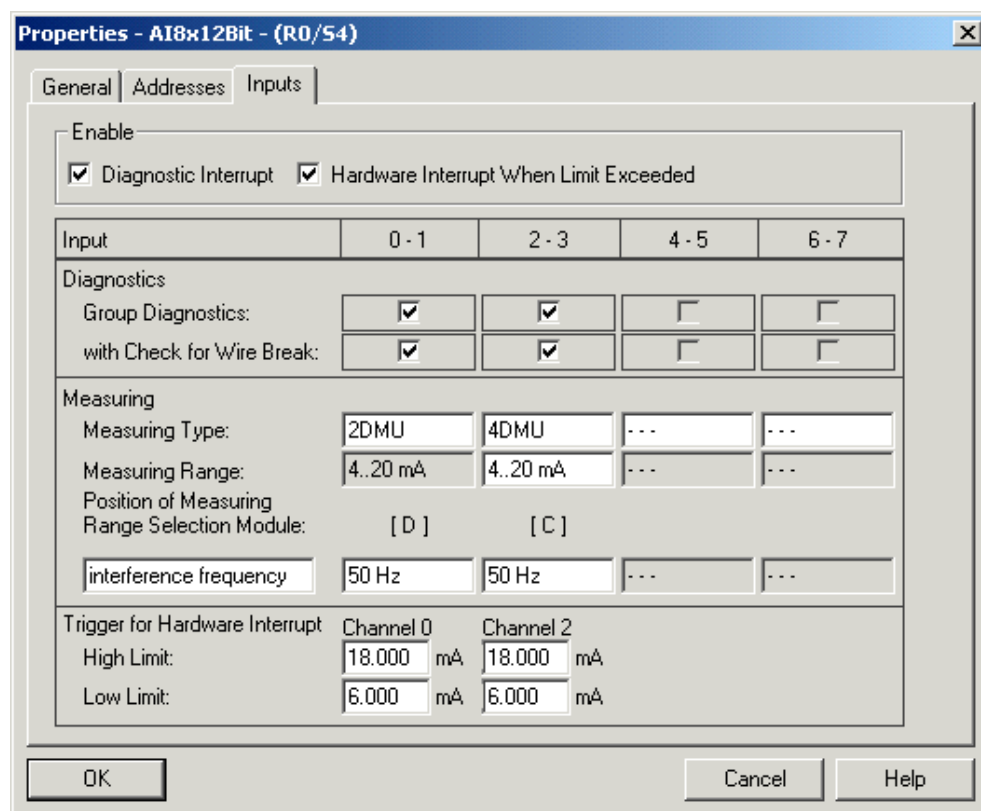 Properties - AI8x12Bit - (R0/S4)
General Addresses Inputs
Enable
Diagnostic Interrupt Hardware Interrupt When Limit Exceeded
Input 0 - 1 2 - 3 4 - 5 6 - 7
Diagnostics
Group Diagnostics:
with Check for Wire Break:
Measuring
Measuring Type: 2DMU 4DMU - - - - - -
Measuring Range: 4..20 mA 4..20 mA - - - - - -
Position of Measuring
Range Selection Module: [ D ] [ C ]
interference frequency 50 Hz 50 Hz - - - - - -
Trigger for Hardware Interrupt Channel 0 Channel 2
High Limit: 18.000 mA 18.000 mA
Low Limit: 6.000 mA 6.000 mA
OK Cancel Help